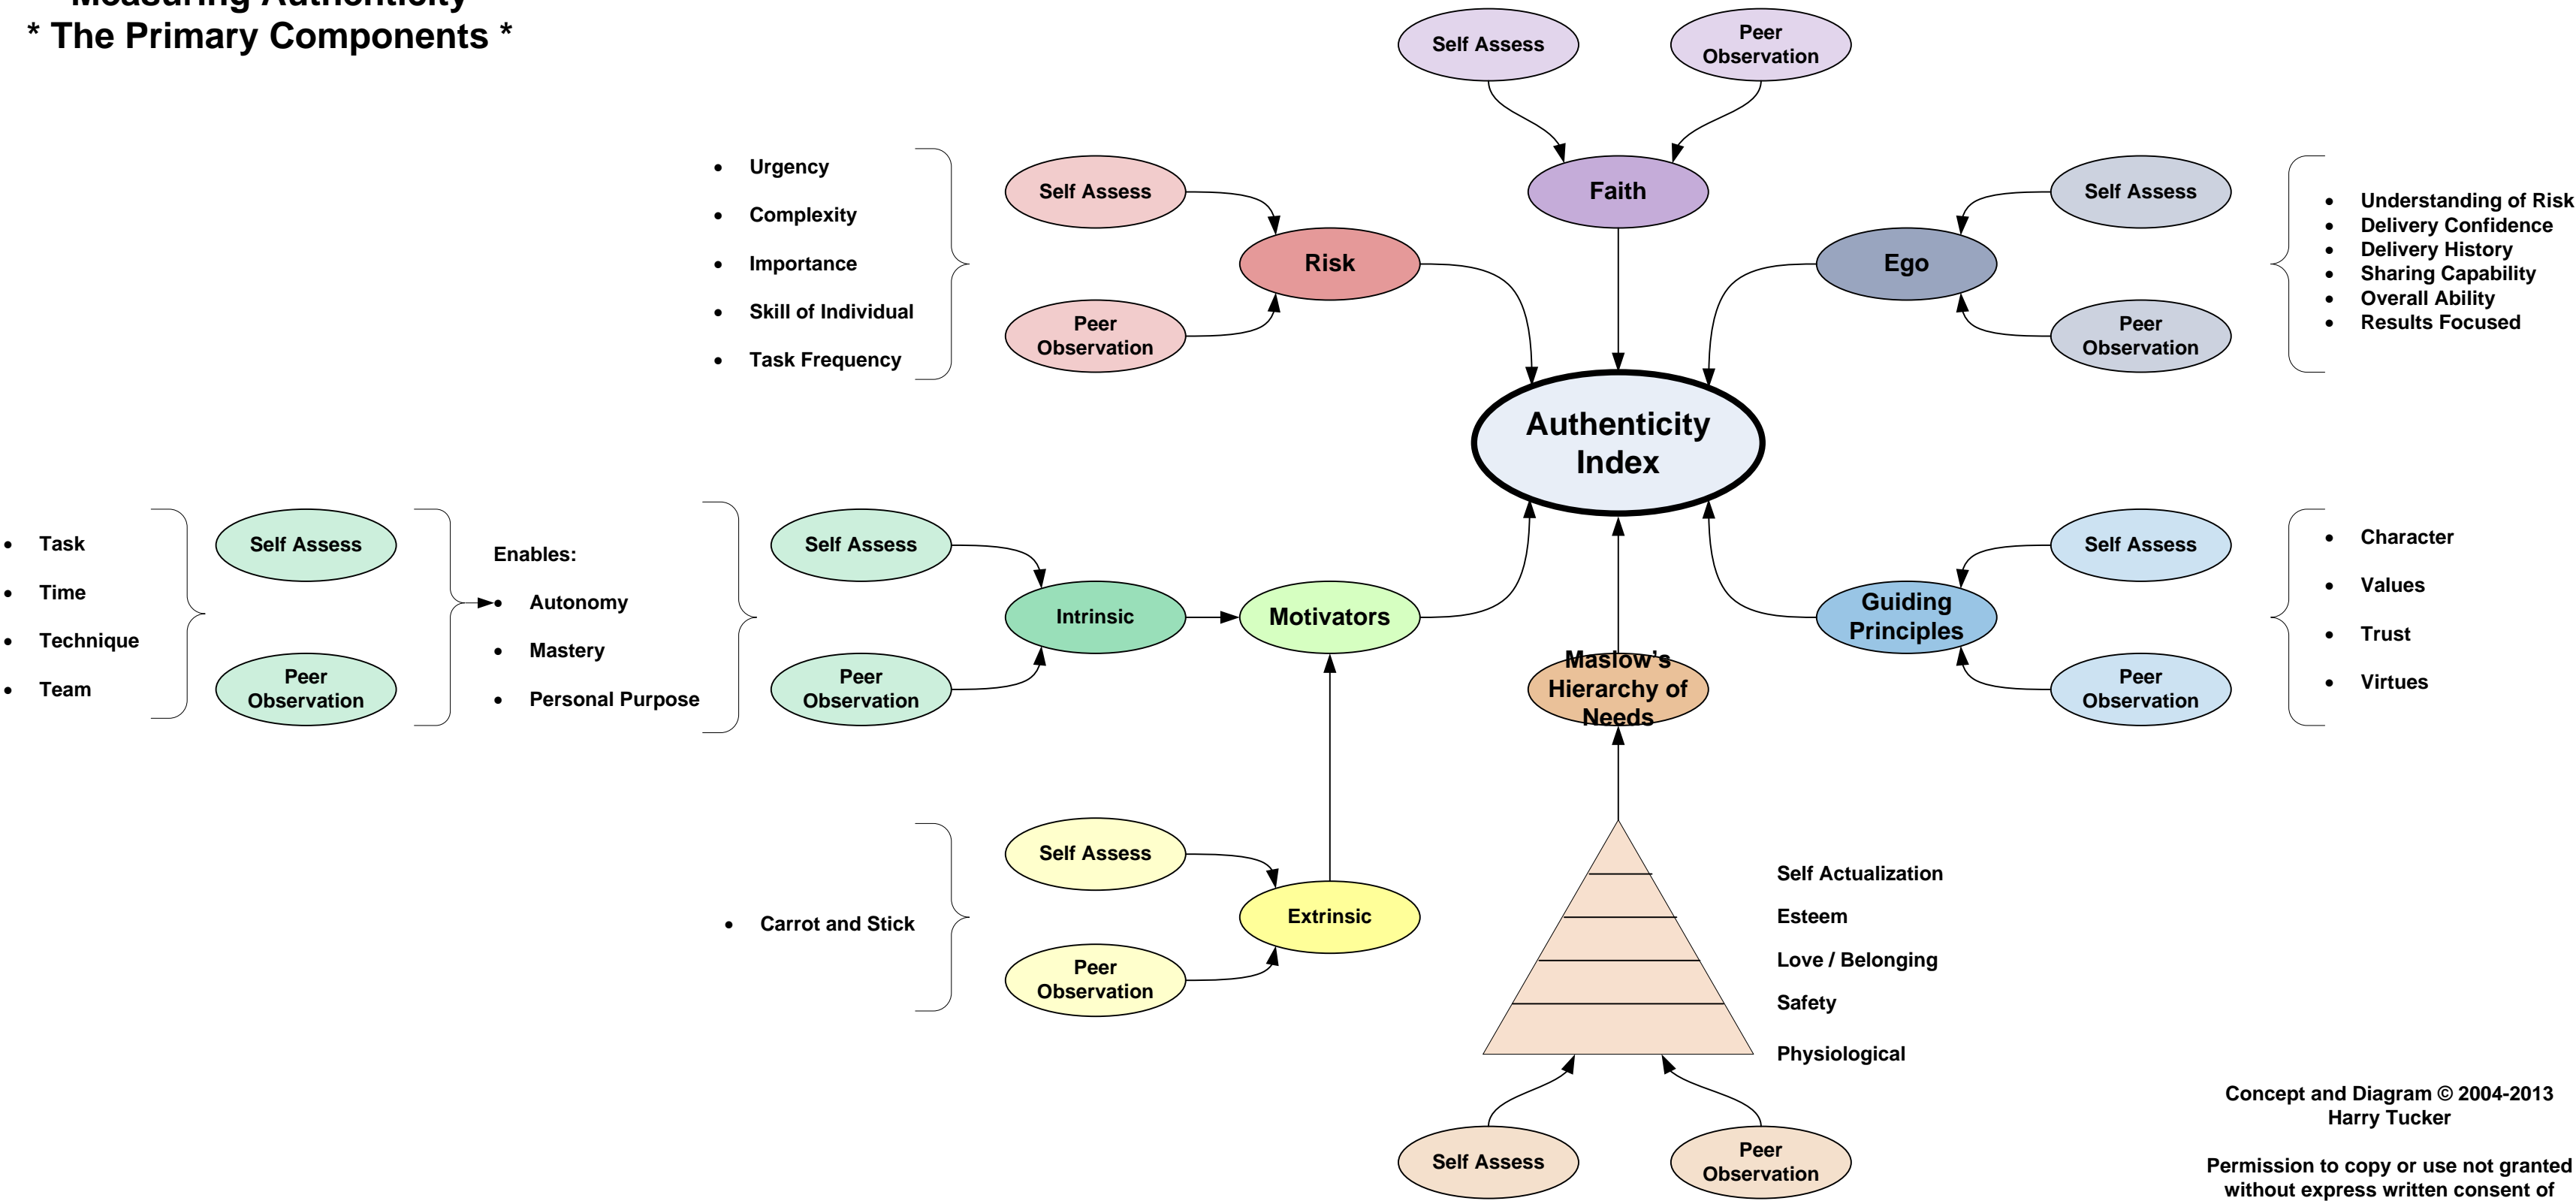 Measuring Authenticity
* The Primary Components *
Self Assess
Peer
Observation
Faith
Urgency
Complexity
Importance
Skill of Individual
Task Frequency
Self Assess
Peer
Observation
Risk
Ego
Self Assess
Peer
Observation
Understanding of Risk
Delivery Confidence
Delivery History
Sharing Capability
Overall Ability
Results Focused
Authenticity
Index
Task
Time
Technique
Team
Self Assess
Peer
Observation
Enables:
Autonomy
Mastery
Personal Purpose
Self Assess
Peer
Observation
Intrinsic
Motivators
Maslow's
Hierarchy of
Needs
Guiding
Principles
Self Assess
Peer
Observation
Character
Values
Trust
Virtues
Carrot and Stick
Self Assess
Peer
Observation
Extrinsic
Self Actualization
Esteem
Love / Belonging
Safety
Physiological
Self Assess
Peer
Observation
Concept and Diagram © 2004-2013
Harry Tucker
Permission to copy or use not granted
without express written consent of